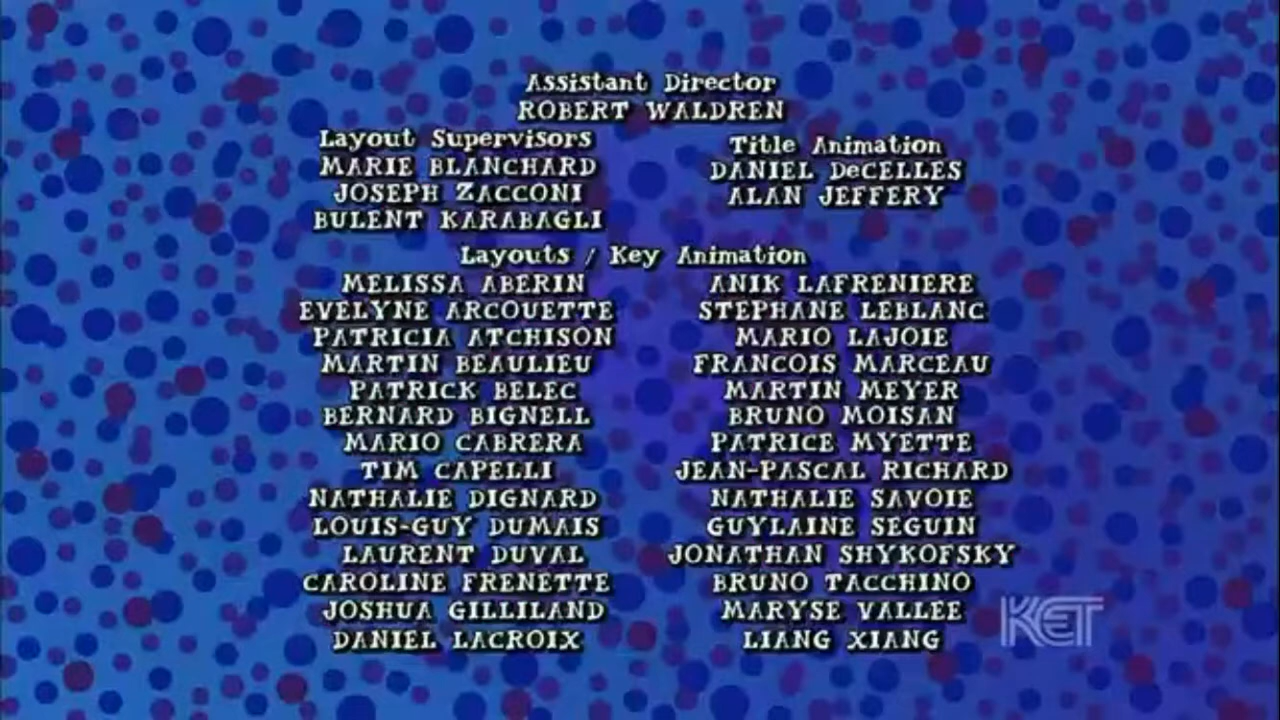 Assistant Director
ROBERT WALDREN
Layout Supervisors
MARIE BLANCHARD
JOSEPH ZACCONI
BULENT KARABAGLI
Title Animation
DANIEL DeCELLES
ALAN JEFFERY
Layouts / Key Animation
MELISSA ABERIN
EVELYNE ARCOUETTE
PATRICIA ATCHISON
MARTIN BEAULIEU
PATRICK BELEC
BERNARD BIGNELL
MARIO CABRERA
TIM CAPELLI
NATHALIE DIGNARD
LOUIS-GUY DUMAIS
LAURENT DUVAL
CAROLINE FRENETTE
JOSHUA GILLILAND
DANIEL LACROIX
ANIK LAFRENIERE
STEPHANE LEBLANC
MARIO LAJOIE
FRANCOIS MARCEAU
MARTIN MEYER
BRUNO MOISAN
PATRICE MYETTE
JEAN-PASCAL RICHARD
NATHALIE SAVOIE
GUYLAINE SEGUIN
JONATHAN SHYKOFSKY
BRUNO TACCHINO
MARYSE VALLEE
LIANG XIANG
KET